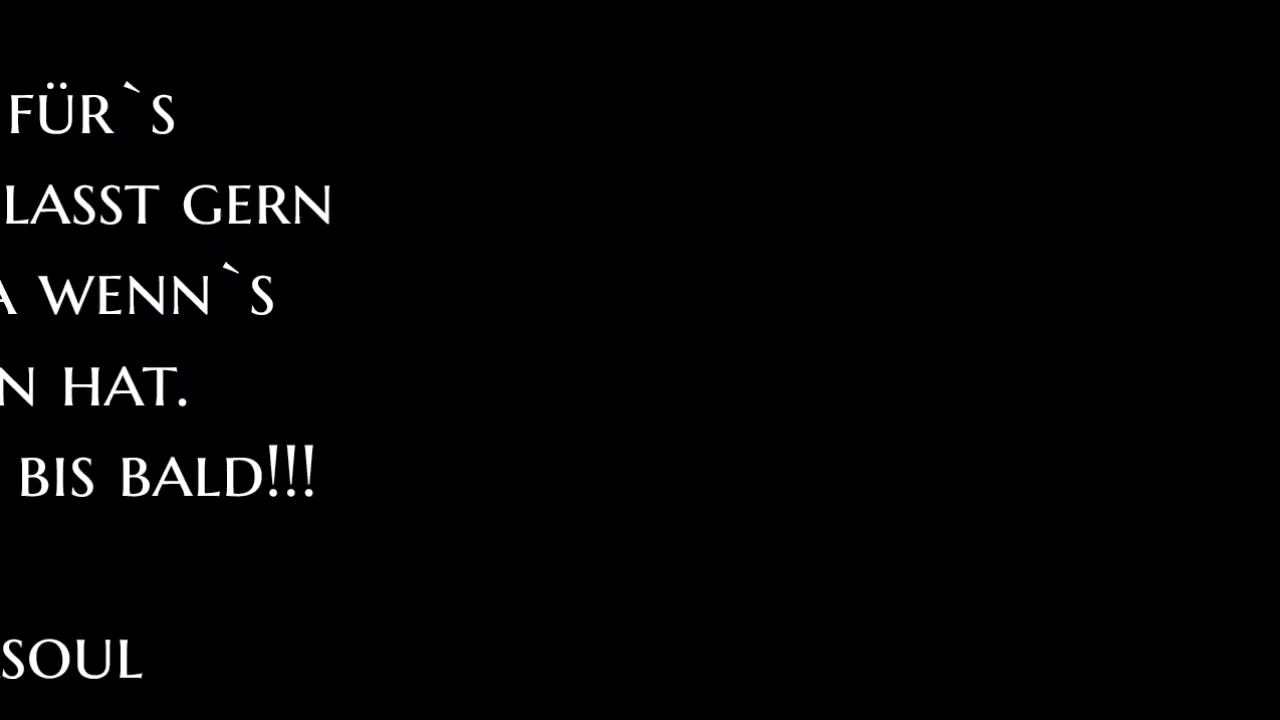 FÜR`S
LASST GERN
WENN`S
HAT.
BIS BALD!!!
SOUL